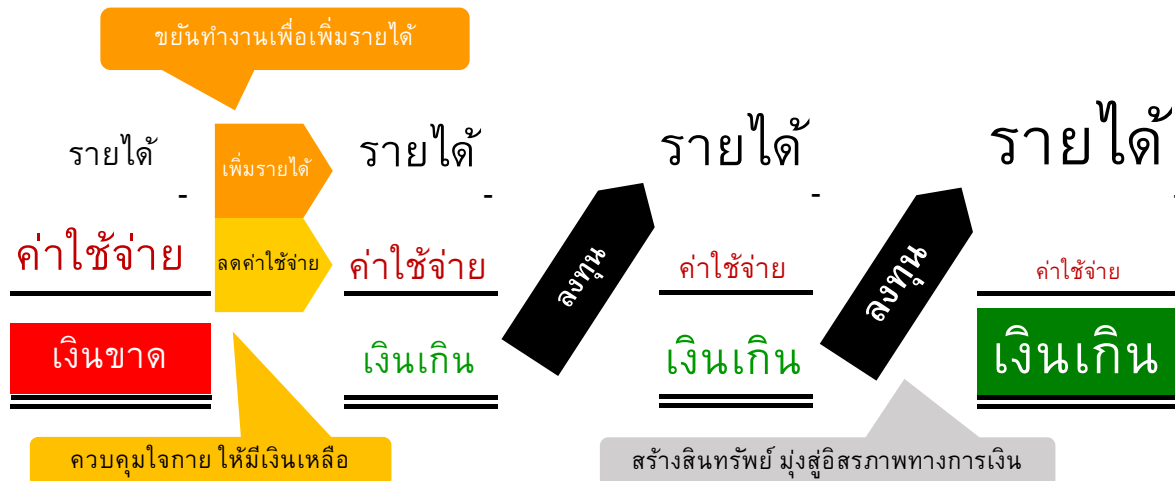 ขยันทำงานเพื่อเพิ่มรายได้
รายได้
-
ค่าใช้จ่าย
เงินขาด
เพิ่มรายได้
ลดค่าใช้จ่าย
รายได้
-
ค่าใช้จ่าย
เงินเกิน
ลงทุน
รายได้
-
ค่าใช้จ่าย
เงินเกิน
ลงทุน
รายได้
-
ค่าใช้จ่าย
เงินเกิน
ควบคุมใจกาย ให้มีเงินเหลือ
สร้างสินทรัพย์ มุ่งสู่อิสรภาพทางการเงิน